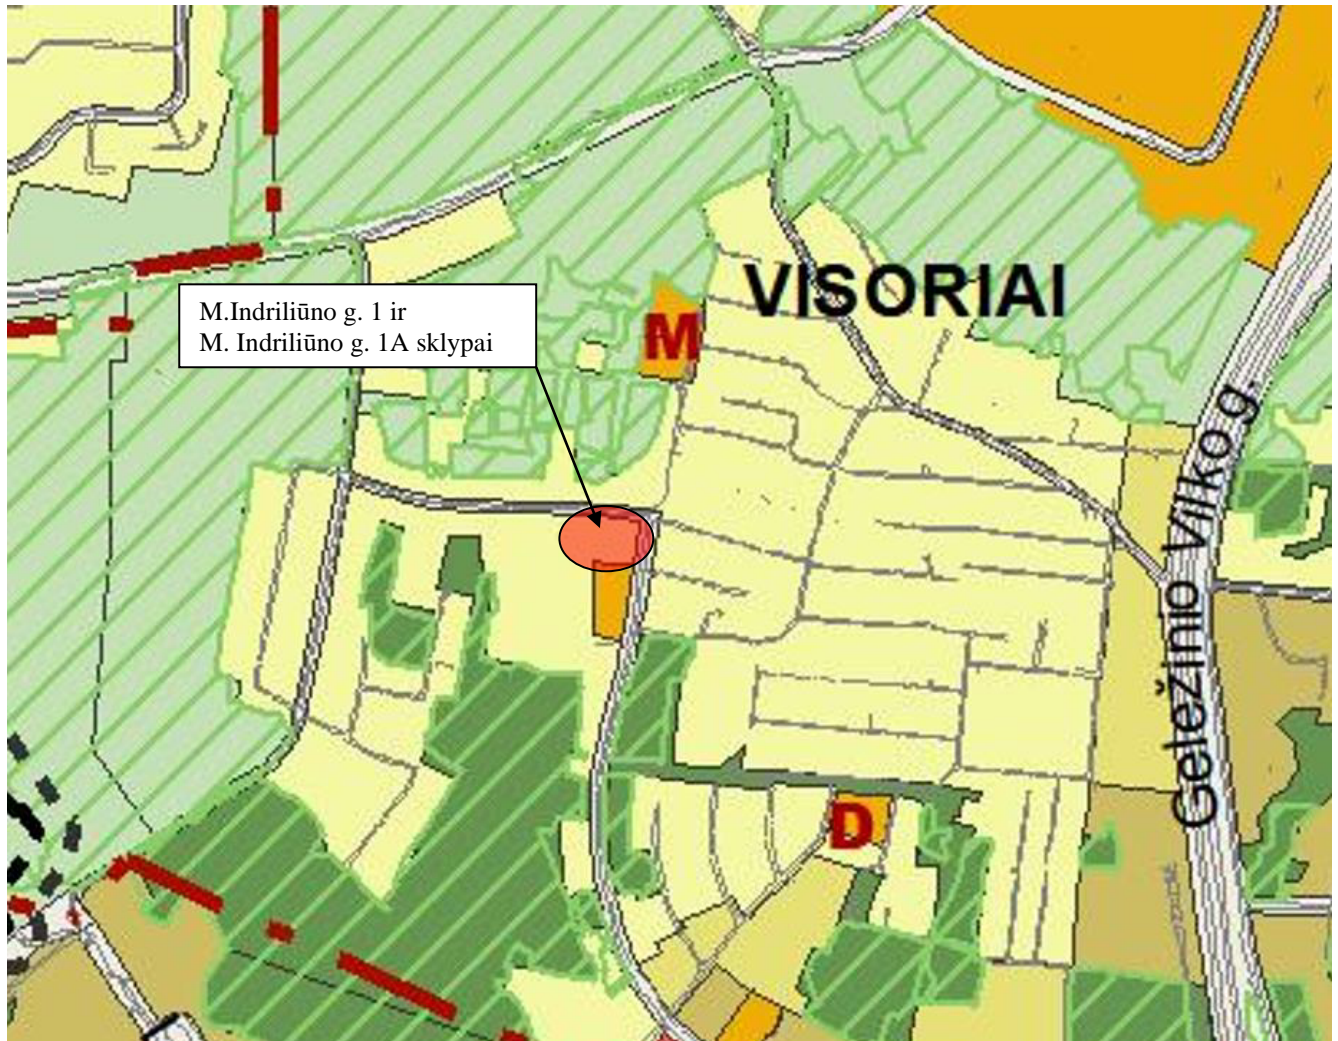 VISORIAI
M.Indriliūno g. 1 ir
M. Indriliūno g. 1A sklypai
M
Geležinio Vilko g.
D